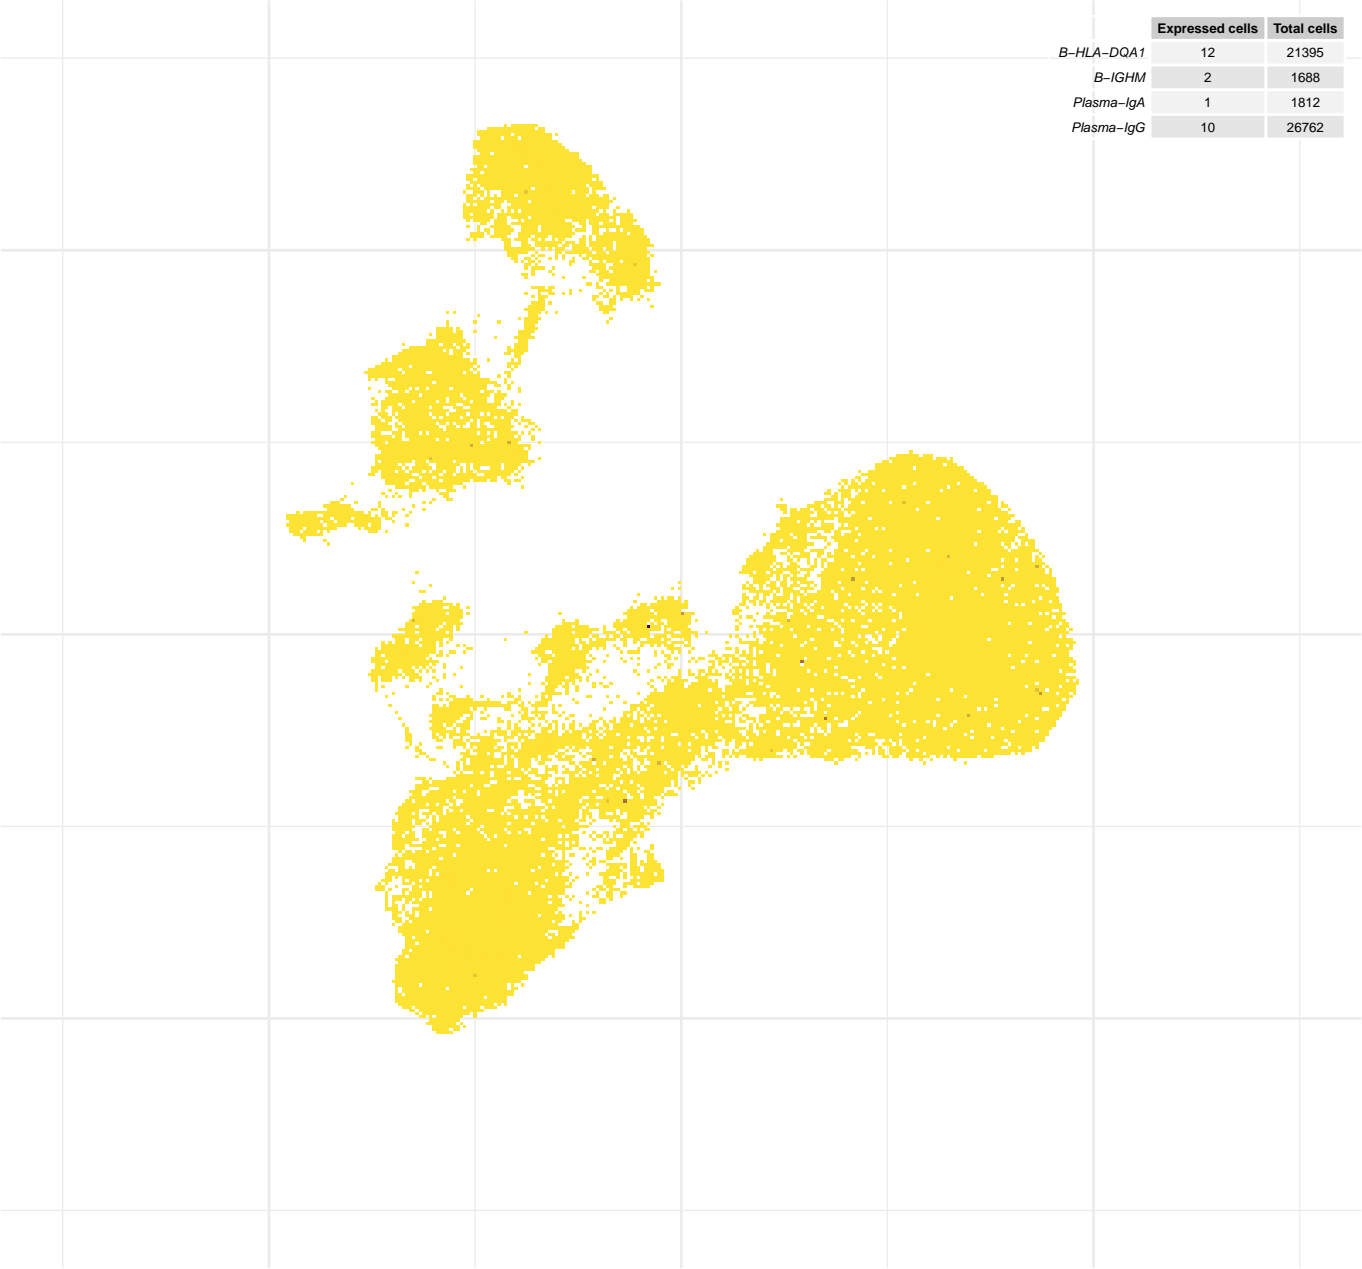 Expressed cells Total cells
B−HLA−DQA1 12 21395
B−IGHM 2 1688
Plasma−IgA 1 1812
Plasma−IgG 10 26762